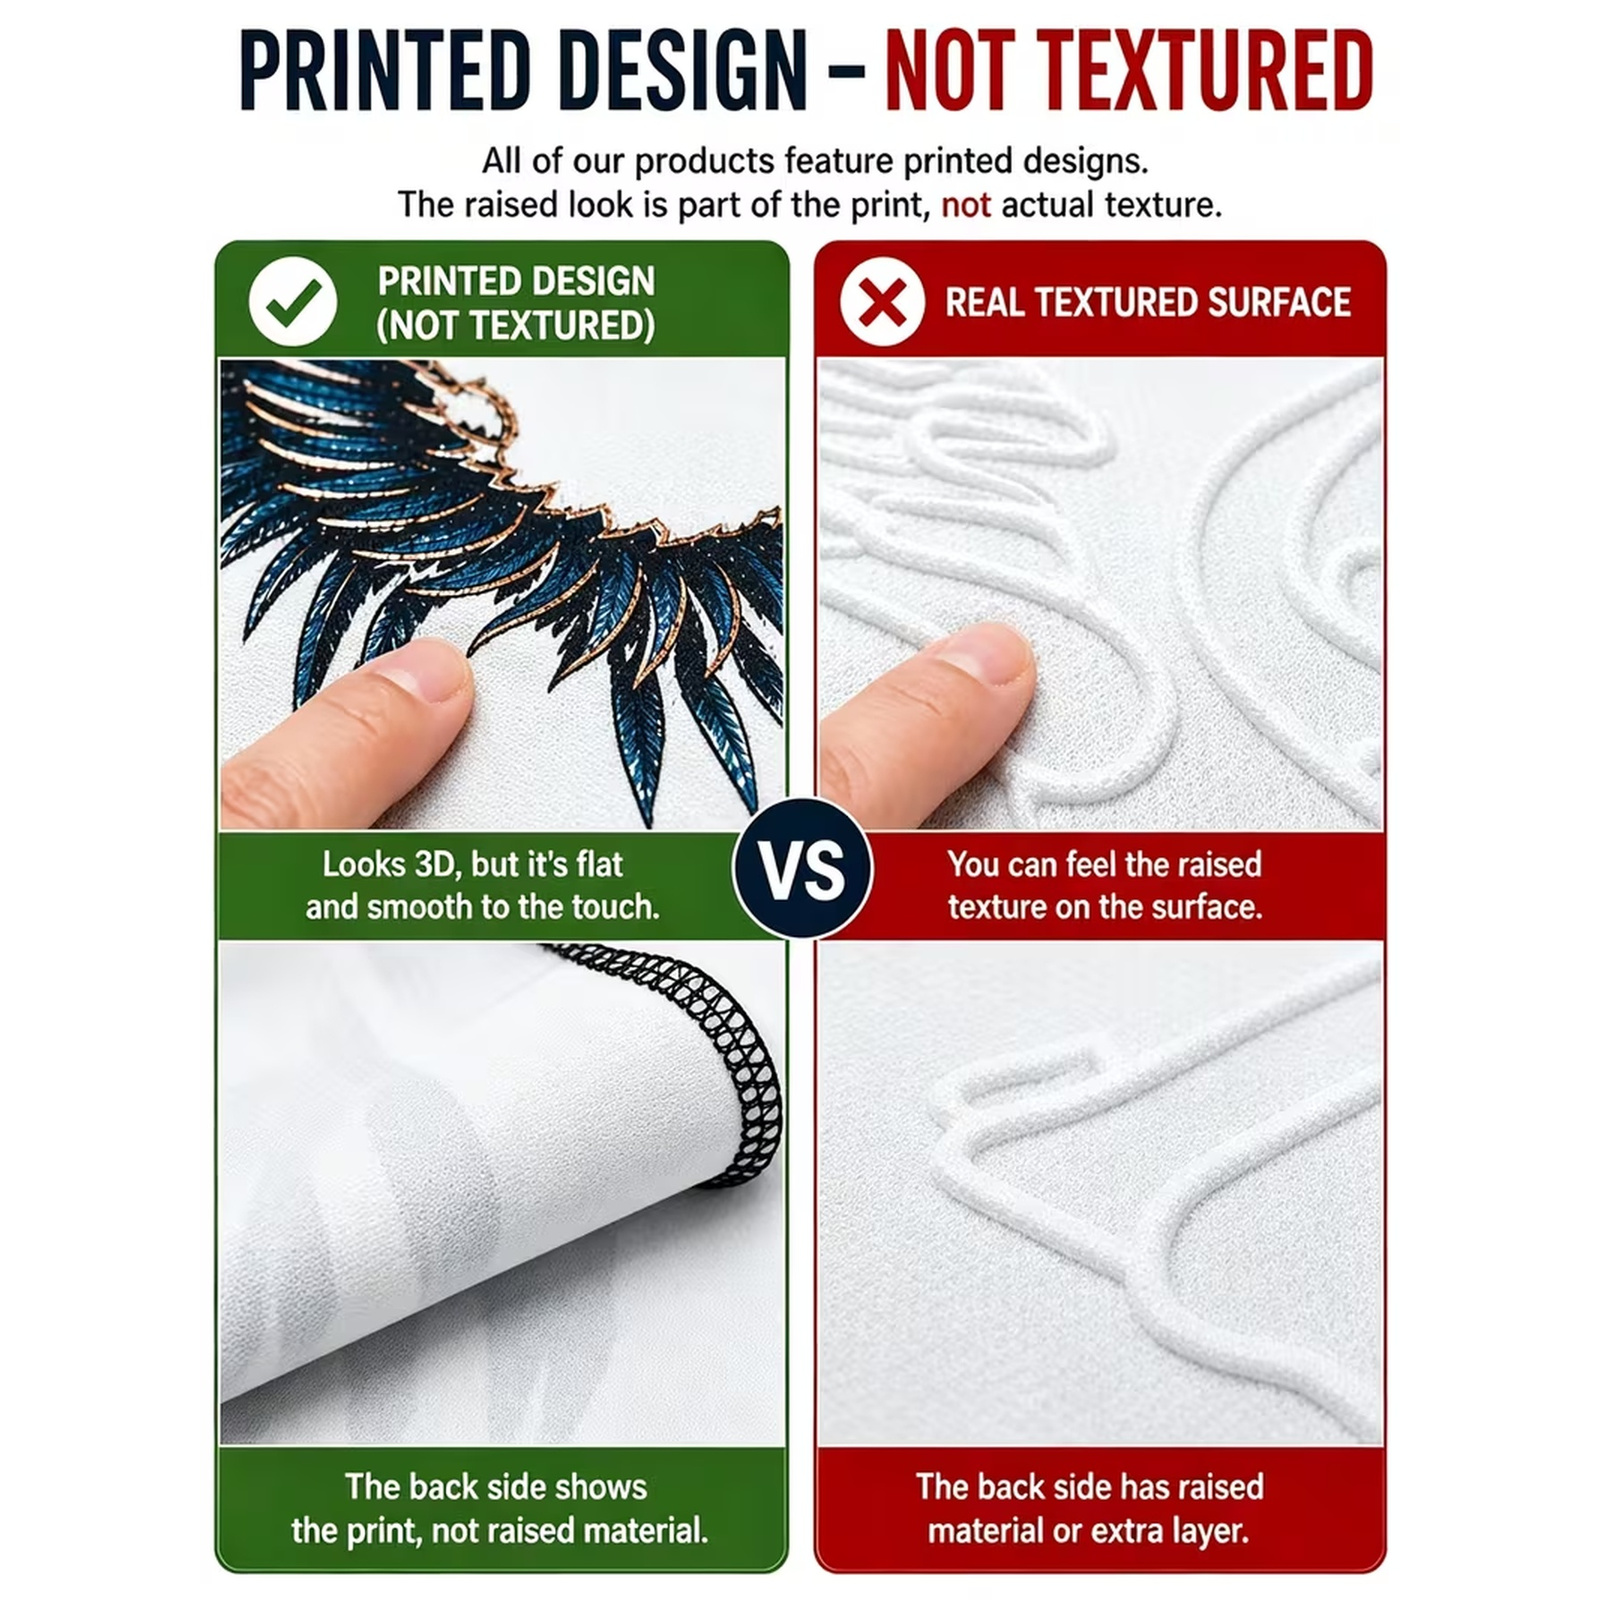 PRINTED DESIGN – NOT TEXTURED
All of our products feature printed designs.
The raised look is part of the print, not actual texture.
PRINTED DESIGN
(NOT TEXTURED)
REAL TEXTURED SURFACE
Looks 3D, but it's flat
and smooth to the touch.
VS
You can feel the raised
texture on the surface.
The back side shows
the print, not raised material.
The back side has raised
material or extra layer.